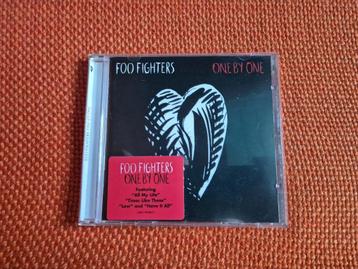 FOO FIGHTERS ONE BY ONE
FOO FIGHTERS
ONE BY ONE
Featuring
"All My Life"
"Times Like These"
"Low" and "Have It All"